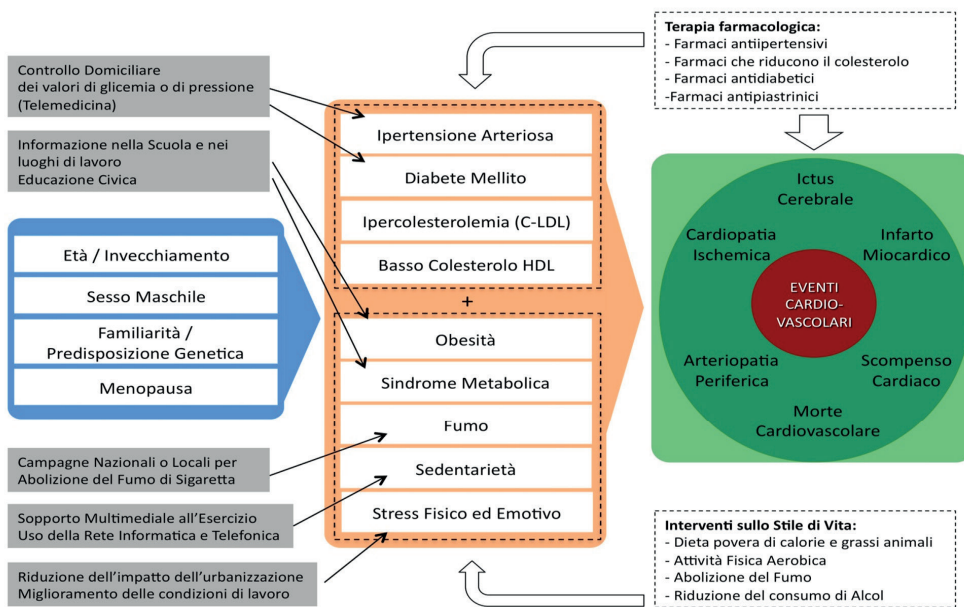 Controllo Domiciliare
dei valori di glicemia o di pressione
(Telemedicina)
Informazione nella Scuola e nei
luoghi di lavoro
Educazione Civica
Età / Invecchiamento
Sesso Maschile
Familiarità /
Predisposizione Genetica
Menopausa
Campagne Nazionali o Locali per
Abolizione del Fumo di Sigaretta
Sopporto Multimediale all’Esercizio
Uso della Rete Informatica e Telefonica
Riduzione dell’impatto dell’urbanizzazione
Miglioramento delle condizioni di lavoro
Ipertensione Arteriosa
Diabete Mellito
Ipercolesterolemia (C-LDL)
Basso Colesterolo HDL
+
Obesità
Sindrome Metabolica
Fumo
Sedentarietà
Stress Fisico ed Emotivo
Terapia farmacologica:
- Farmaci antipertensivi
- Farmaci che riducono il colesterolo
- Farmaci antidiabetici
-Farmaci antipiastrinici
Ictus
Cerebrale
Cardiopatia
Ischemica
Infarto
Miocardico
EVENTI
CARDIO-
VASCOLARI
Arteriopatia
Periferica
Scompenso
Cardiaco
Morte
Cardiovascolare
Interventi sullo Stile di Vita:
- Dieta povera di calorie e grassi animali
- Attività Fisica Aerobica
- Abolizione del Fumo
- Riduzione del consumo di Alcol